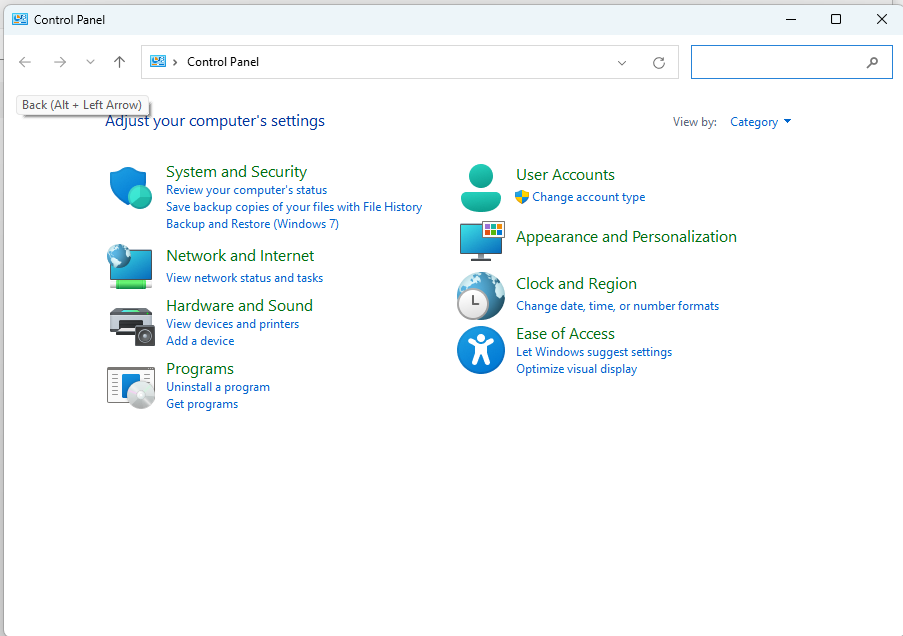 Control Panel
Control Panel
Back (Alt + Left Arrow)
Adjust your computer's settings
View by: Category
System and Security
Review your computer's status
Save backup copies of your files with File History
Backup and Restore (Windows 7)
Network and Internet
View network status and tasks
Hardware and Sound
View devices and printers
Add a device
Programs
Uninstall a program
Get programs
User Accounts
Change account type
Appearance and Personalization
Clock and Region
Change date, time, or number formats
Ease of Access
Let Windows suggest settings
Optimize visual display